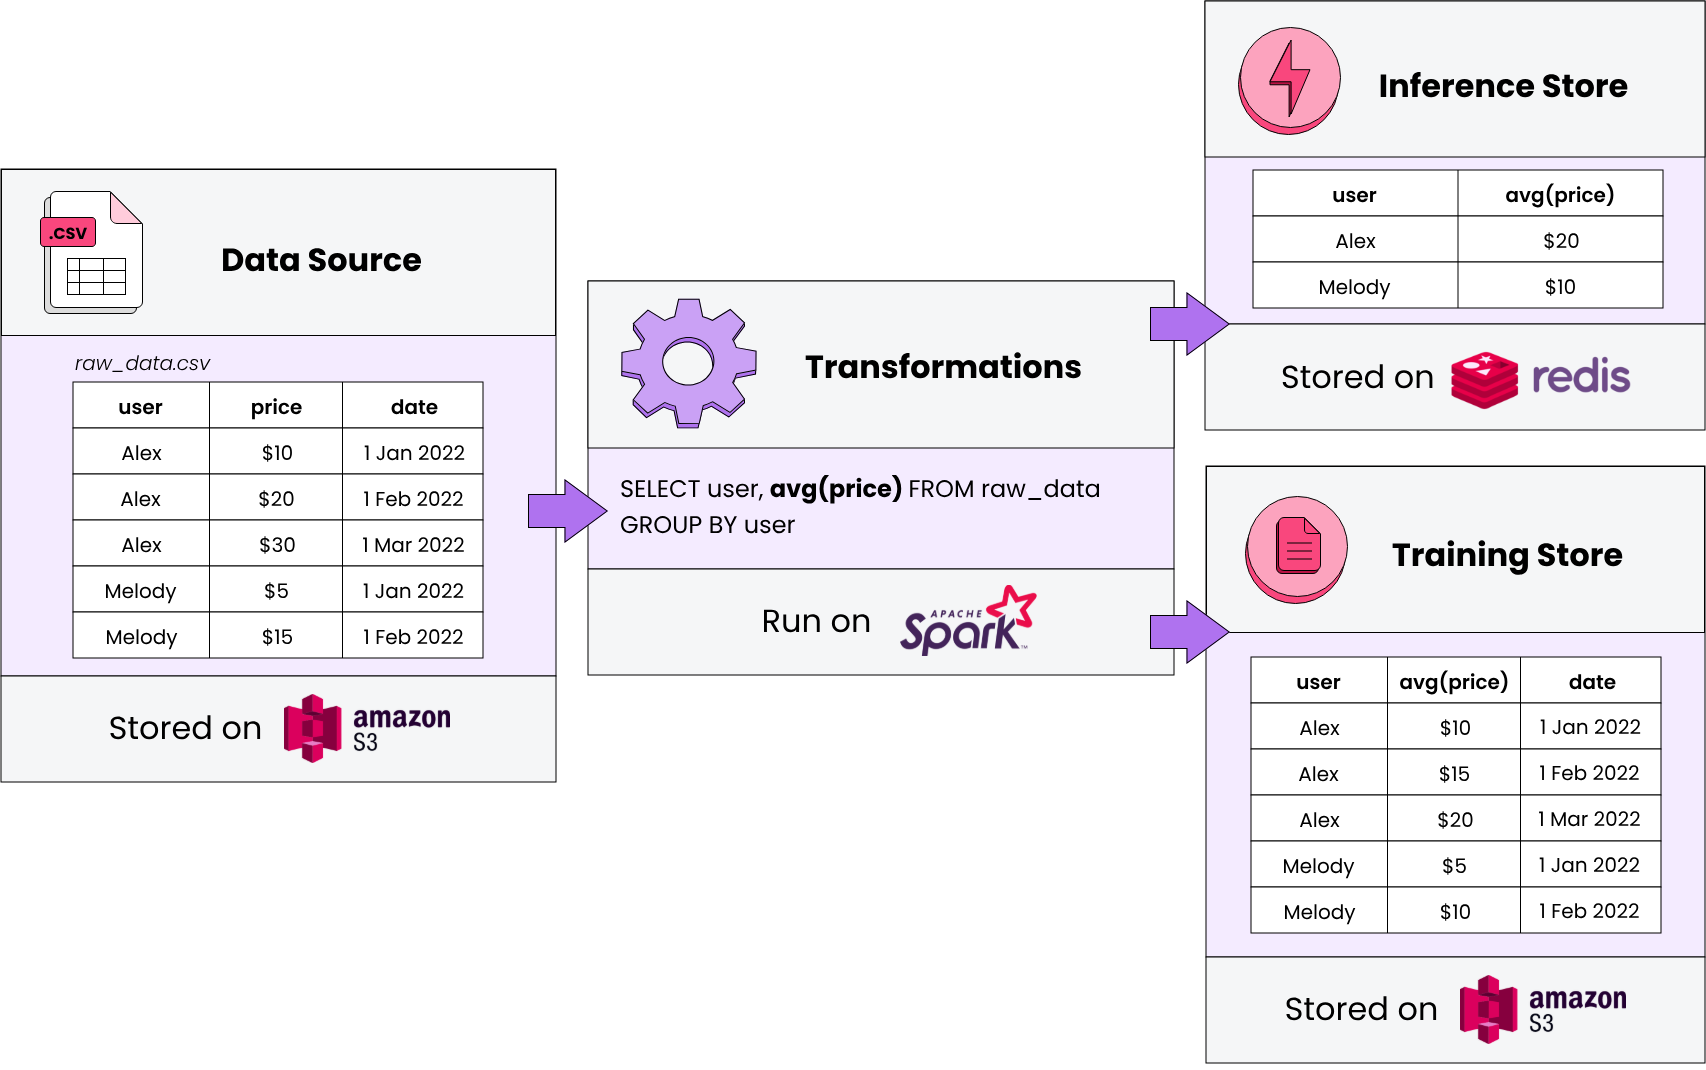 .CSV
Data Source
raw_data.csv
user price date
Alex $10 1 Jan 2022
Alex $20 1 Feb 2022
Alex $30 1 Mar 2022
Melody $5 1 Jan 2022
Melody $15 1 Feb 2022
Stored on amazon S3
Transformations
SELECT user, avg(price) FROM raw_data
GROUP BY user
Run on APACHE Spark™
Inference Store
user avg(price)
Alex $20
Melody $10
Stored on redis
Training Store
user avg(price) date
Alex $10 1 Jan 2022
Alex $15 1 Feb 2022
Alex $20 1 Mar 2022
Melody $5 1 Jan 2022
Melody $10 1 Feb 2022
Stored on amazon S3